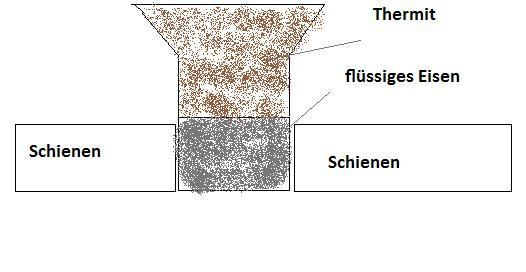 Thermit
flüssiges Eisen
Schienen
Schienen